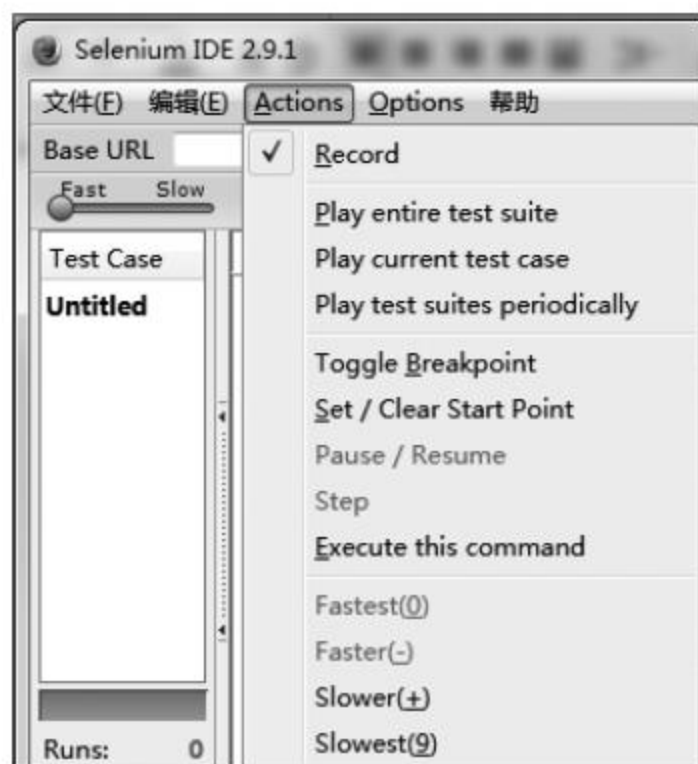 Selenium IDE 2.9.1
文件(F) 编辑(E) Actions Options 帮助
Base URL
Fast Slow
Test Case
Untitled
Runs: 0
Record
Play entire test suite
Play current test case
Play test suites periodically
Toggle Breakpoint
Set / Clear Start Point
Pause / Resume
Step
Execute this command
Fastest(0)
Faster(-)
Slower(+)
Slowest(9)